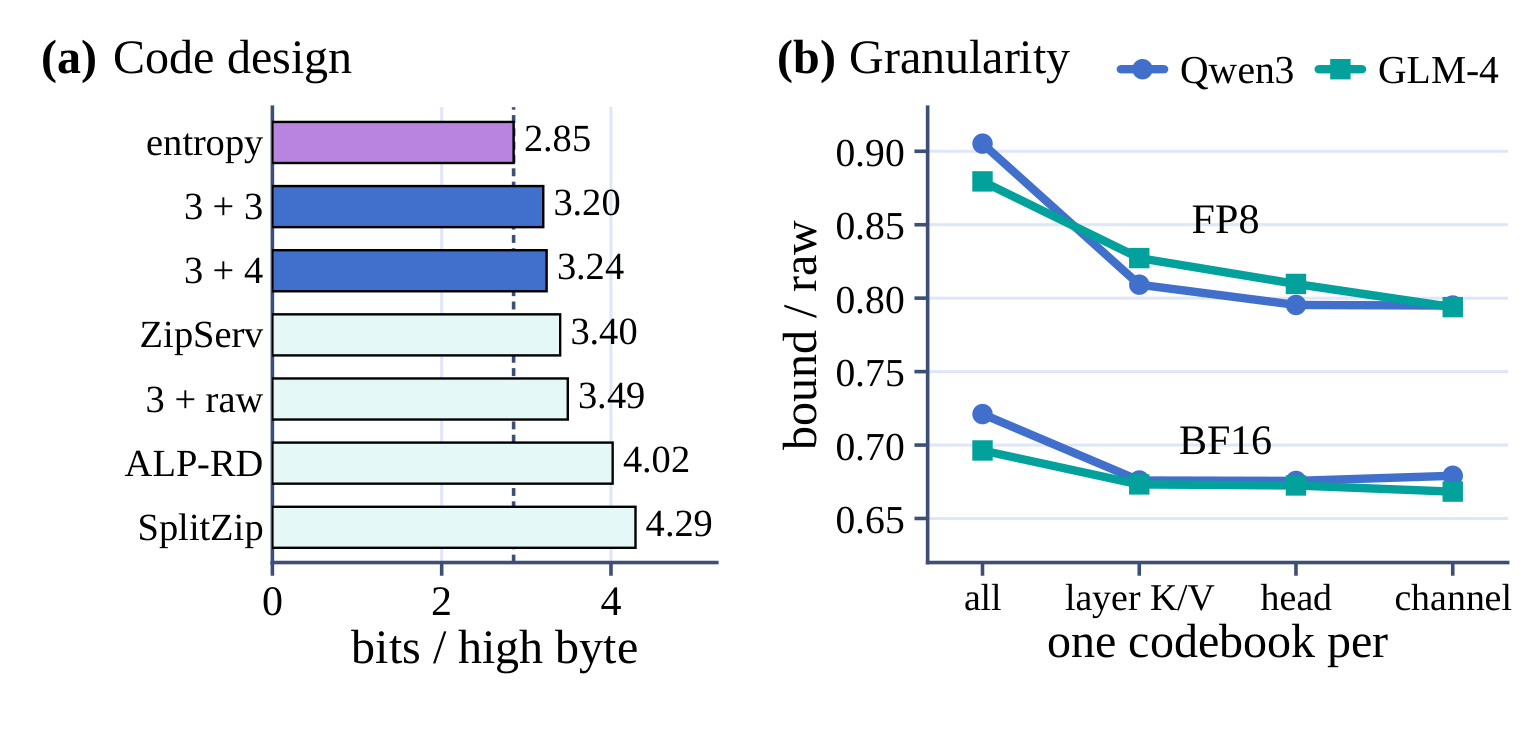 (a) Code design
entropy 2.85
3 + 3 3.20
3 + 4 3.24
ZipServ 3.40
3 + raw 3.49
ALP-RD 4.02
SplitZip 4.29
0 2 4
bits / high byte
(b) Granularity Qwen3 GLM-4
bound / raw
0.90
0.85
0.80
0.75
0.70
0.65
FP8
BF16
all layer K/V head channel
one codebook per